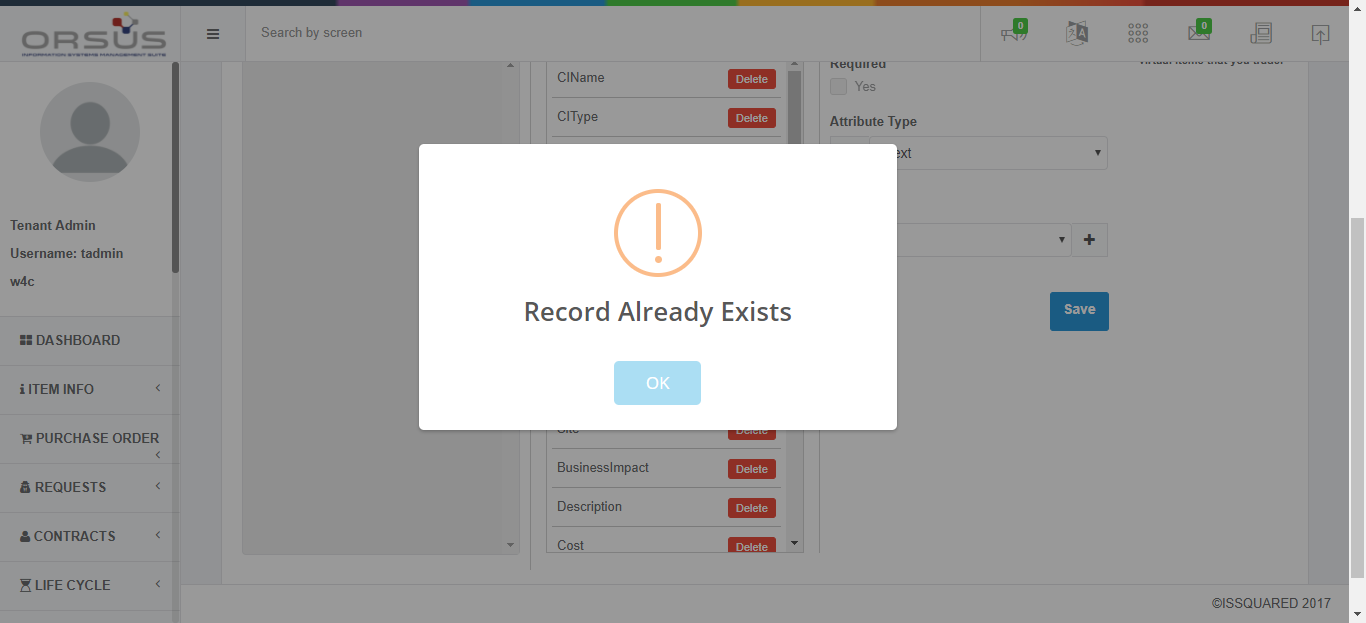 ORSUS
INFORMATION SYSTEMS MANAGEMENT SUITE
Search by screen
0
0
Tenant Admin
Username: tadmin
w4c
DASHBOARD
ITEM INFO
PURCHASE ORDER
REQUESTS
CONTRACTS
LIFE CYCLE
CIName
Delete
CIType
Delete
Site
Delete
BusinessImpact
Delete
Description
Delete
Cost
Delete
Required
Yes
Attribute Type
ext
Save
Record Already Exists
OK
©ISSQUARED 2017